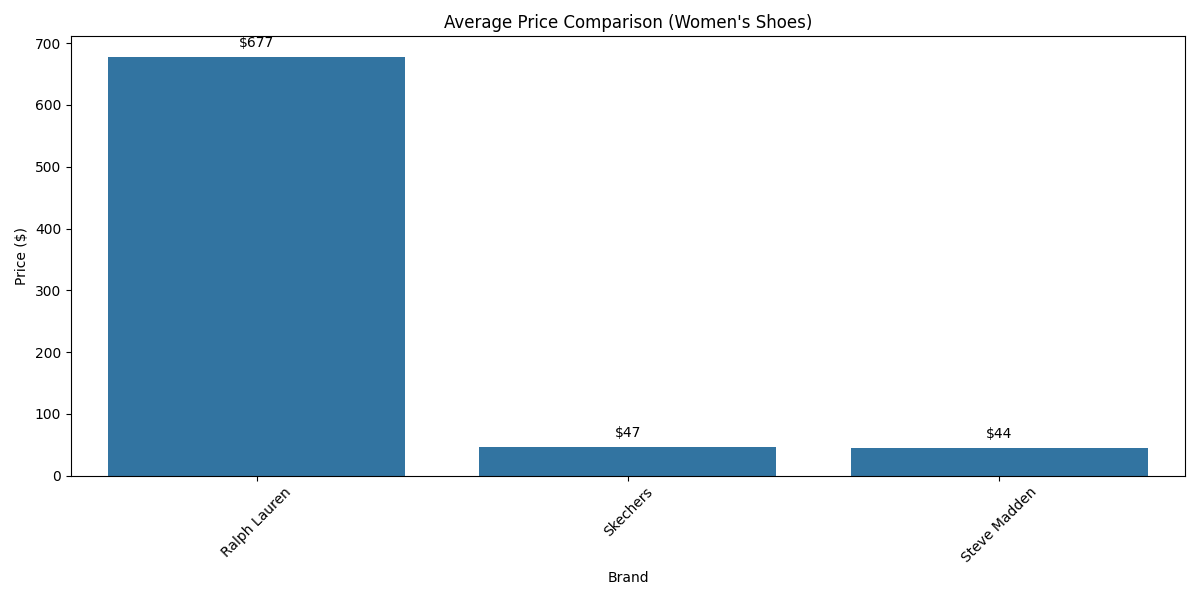 Average Price Comparison (Women's Shoes)
Price ($)
700
600
500
400
300
200
100
0
$677
$47
$44
Ralph Lauren
Skechers
Steve Madden
Brand